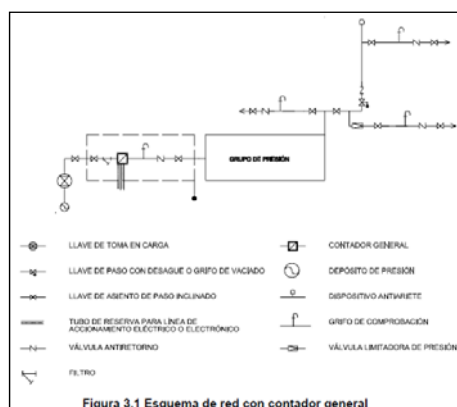 GRUPO DE PRESIÓN
LLAVE DE TOMA EN CARGA
CONTADOR GENERAL
LLAVE DE PASO CON DESAGUE O GRIFO DE VACIADO
DEPÓSITO DE PRESIÓN
LLAVE DE ASIENTO DE PASO INCLINADO
DISPOSITIVO ANTIARIETE
TUBO DE RESERVA PARA LÍNEA DE
ACCIONAMIENTO ELÉCTRICO O ELECTRÓNICO
GRIFO DE COMPROBACIÓN
VÁLVULA ANTIRETORNO
VÁLVULA LIMITADORA DE PRESIÓN
FILTRO
Figura 3.1 Esquema de red con contador general